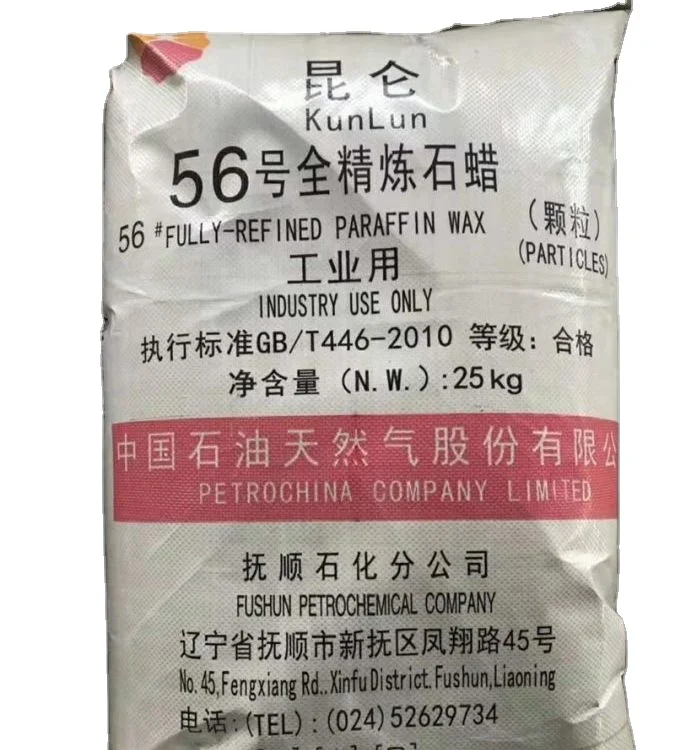 昆仑
KunLun
56号全精炼石蜡
56 #FULLY-REFINED PARAFFIN WAX
(颗粒)
(PARTICLES)
工业用
INDUSTRY USE ONLY
执行标准GB/T446-2010 等级: 合格
净含量 (N.W.):25kg
中国石油天然气股份有限公
PETROCHINA COMPANY LIMITED
抚顺石化分公司
FUSHUN PETROCHEMICAL COMPANY
辽宁省抚顺市新抚区凤翔路45号
No.45,Fengxiang Rd..Xinfu District.Fushun,Liaoning
电话:(TEL):(024)52629734